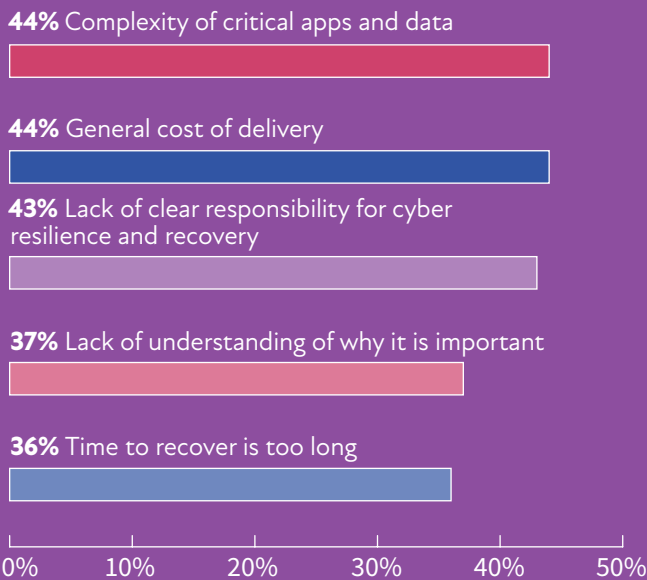 44% Complexity of critical apps and data
44% General cost of delivery
43% Lack of clear responsibility for cyber
resilience and recovery
37% Lack of understanding of why it is important
36% Time to recover is too long
0% 10% 20% 30% 40% 50%